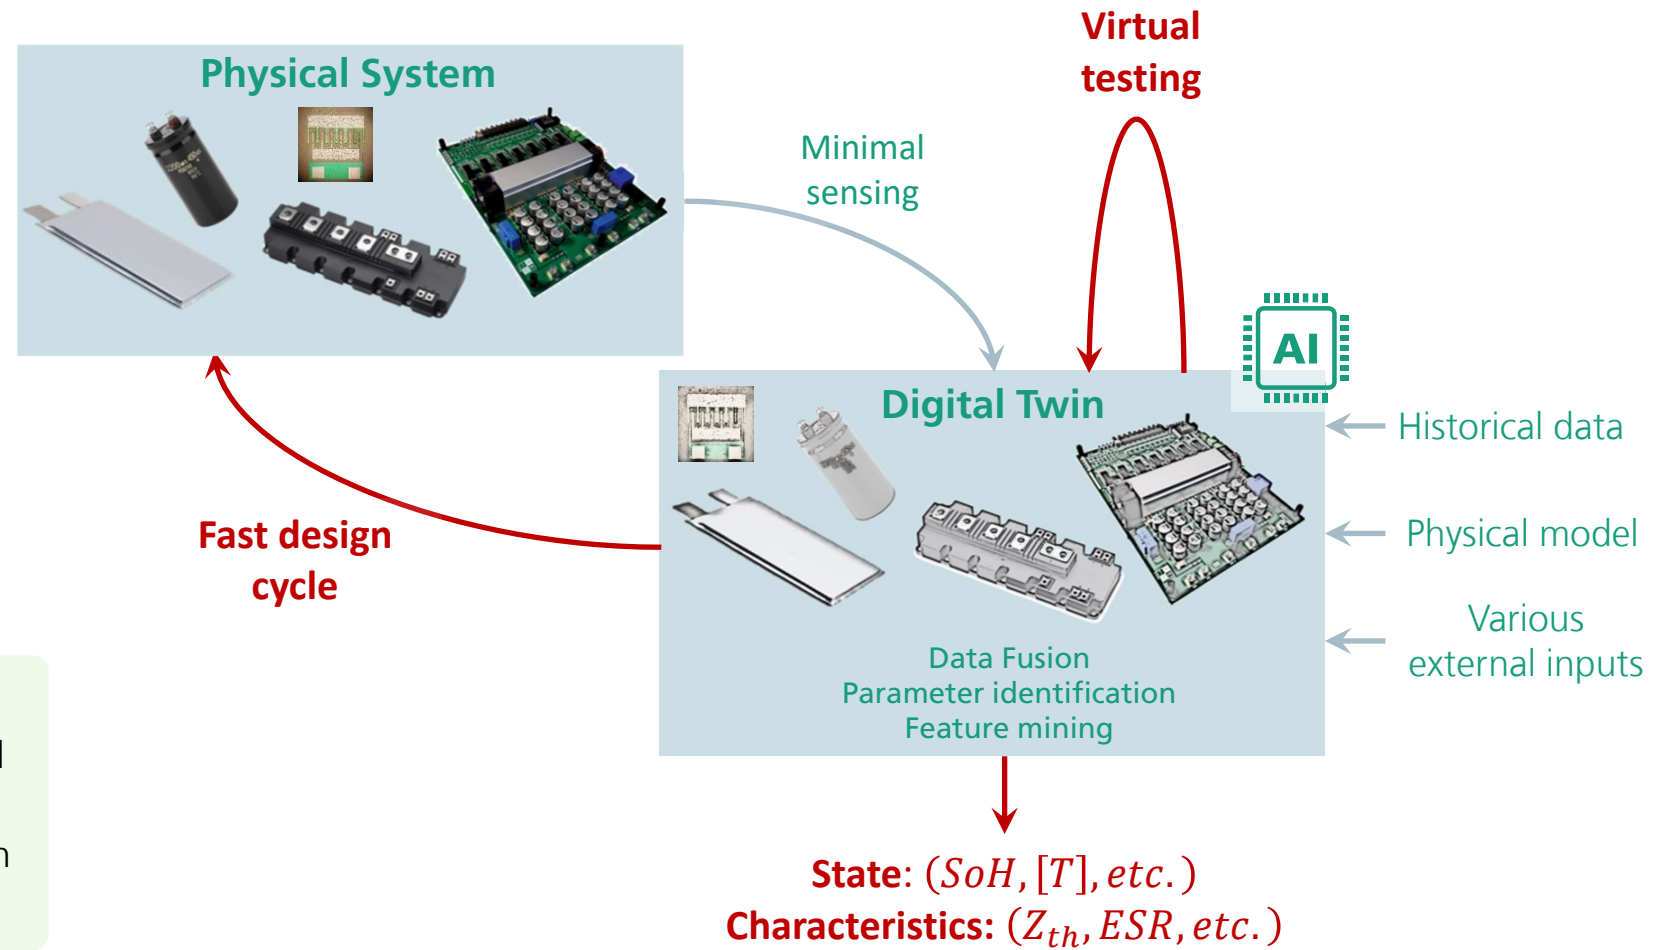 Virtual
testing
Physical System
Minimal
sensing
AI
Digital Twin
Historical data
Physical model
Various
external inputs
Fast design
cycle
Data Fusion
Parameter identification
Feature mining
State: (SoH, [T], etc.)
Characteristics: (Z_th, ESR, etc.)